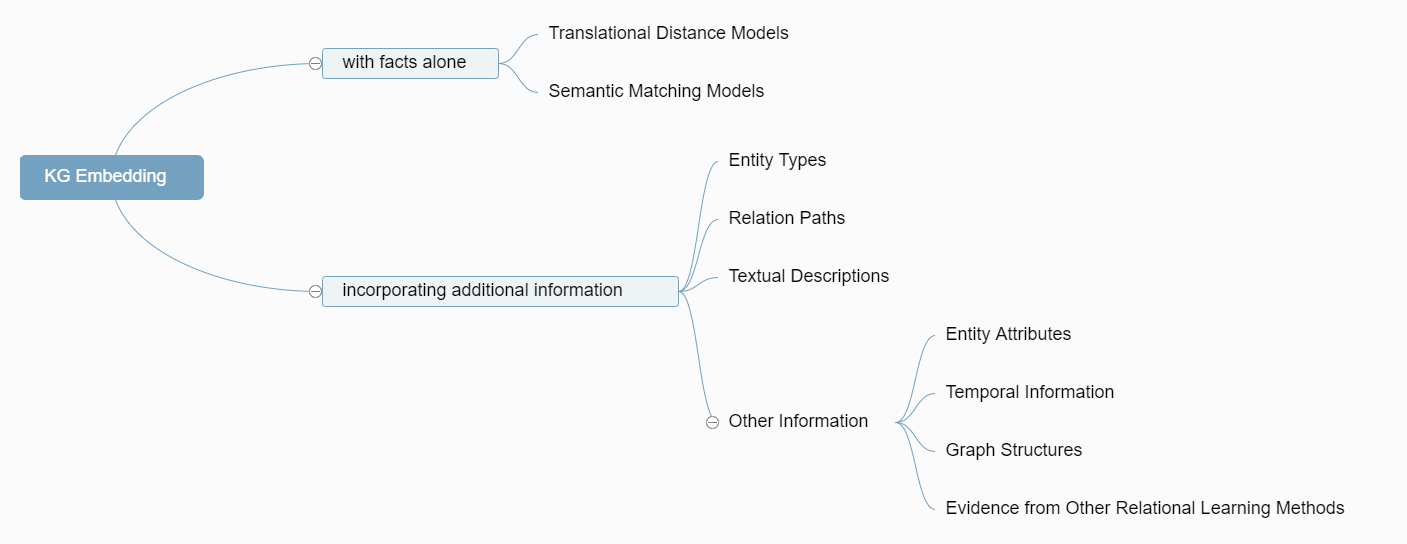 KG Embedding
with facts alone
Translational Distance Models
Semantic Matching Models
incorporating additional information
Entity Types
Relation Paths
Textual Descriptions
Other Information
Entity Attributes
Temporal Information
Graph Structures
Evidence from Other Relational Learning Methods